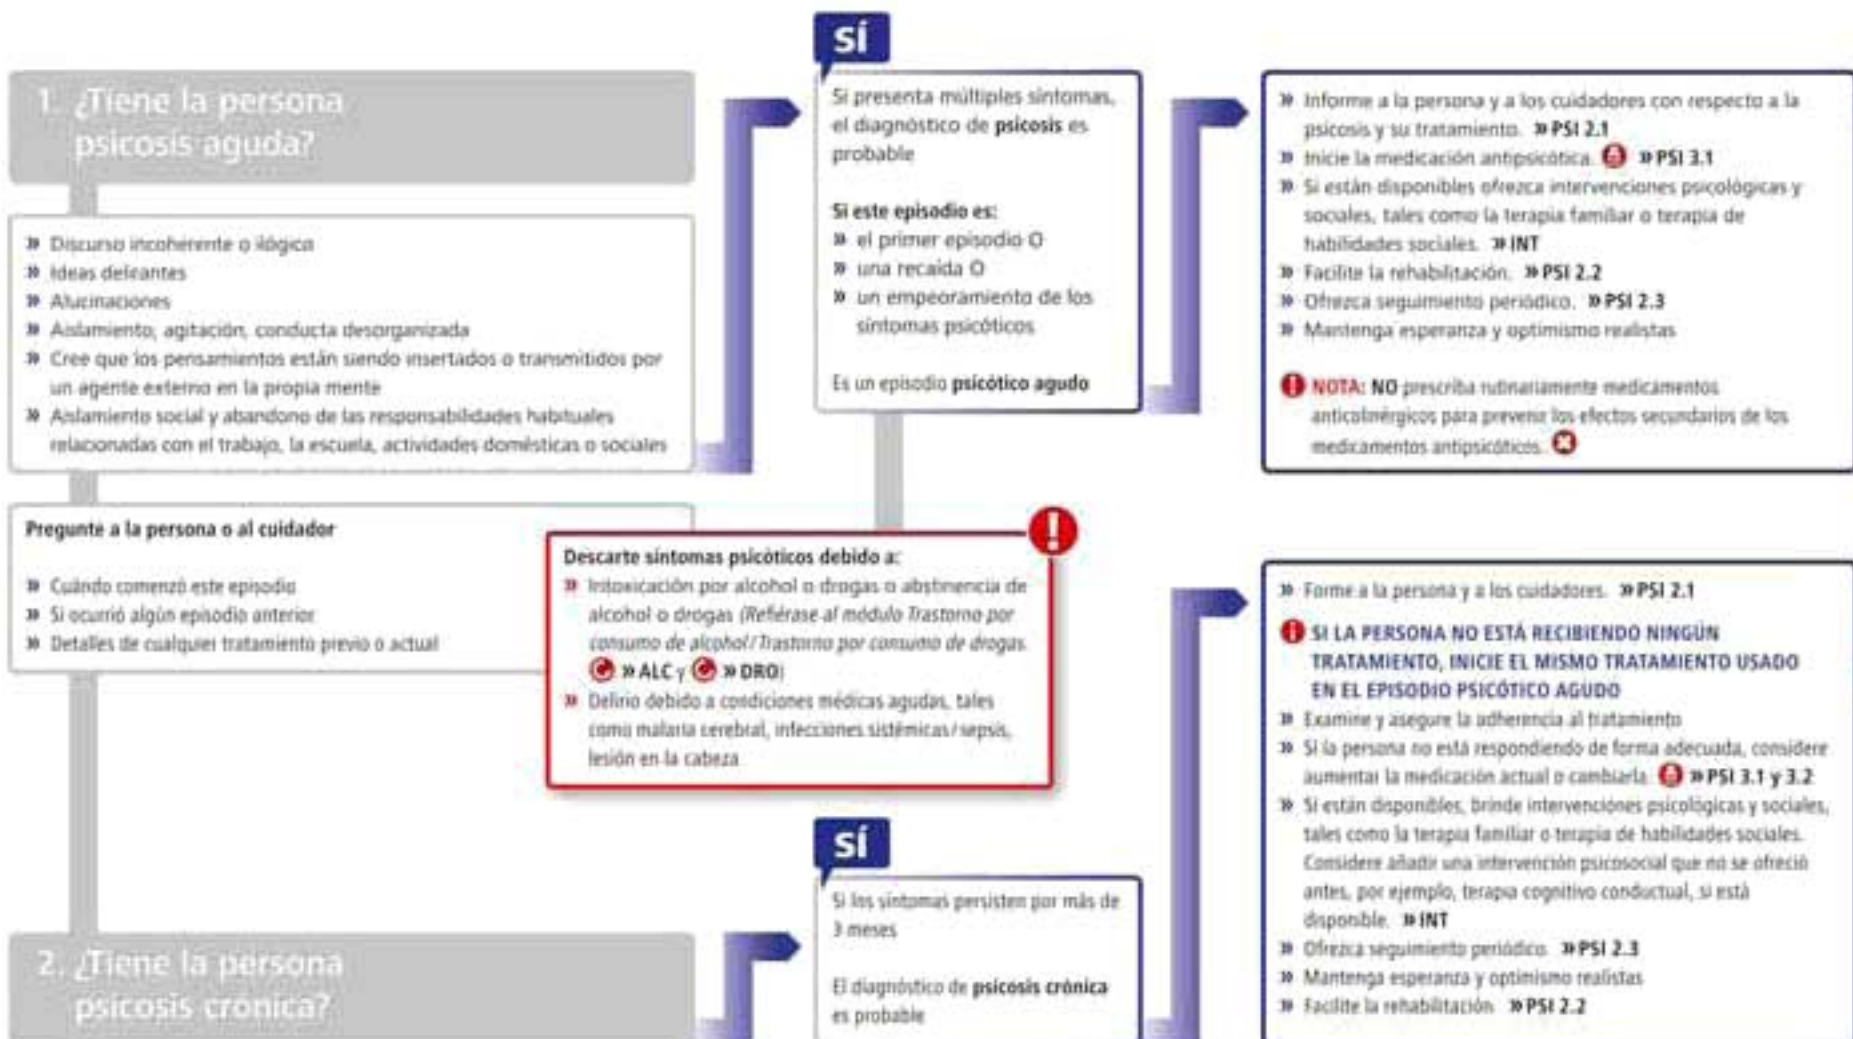 1. ¿Tiene la persona
psicosis aguda?
» Discurso incoherente o ilógico
» Ideas delirantes
» Alucinaciones
» Aislamiento, agitación, conducta desorganizada
» Cree que los pensamientos están siendo insertados o transmitidos por
un agente externo en la propia mente
» Aislamiento social y abandono de las responsabilidades habituales
relacionadas con el trabajo, la escuela, actividades domésticas o sociales
SÍ
Si presenta múltiples síntomas,
el diagnóstico de psicosis es
probable
Si este episodio es:
» el primer episodio O
» una recaída O
» un empeoramiento de los
síntomas psicóticos
Es un episodio psicótico agudo
» Informe a la persona y a los cuidadores con respecto a la
psicosis y su tratamiento. » PSI 2.1
» Inicie la medicación antipsicótica. » PSI 3.1
» Si están disponibles ofrezca intervenciones psicológicas y
sociales, tales como la terapia familiar o terapia de
habilidades sociales. » INT
» Facilite la rehabilitación. » PSI 2.2
» Ofrezca seguimiento periódico. » PSI 2.3
» Mantenga esperanza y optimismo realistas
! NOTA: NO prescriba rutinariamente medicamentos
anticolinérgicos para prevenir los efectos secundarios de los
medicamentos antipsicóticos.
Pregunte a la persona o al cuidador
» Cuándo comenzó este episodio
» Si ocurrió algún episodio anterior
» Detalles de cualquier tratamiento previo o actual
!
Descarte síntomas psicóticos debido a:
» Intoxicación por alcohol o drogas o abstinencia de
alcohol o drogas (Refiérase al módulo Trastorno por
consumo de alcohol/Trastorno por consumo de drogas.
» ALC y » DRO)
» Delirio debido a condiciones médicas agudas, tales
como malaria cerebral, infecciones sistémicas/sepsis,
lesión en la cabeza
2. ¿Tiene la persona
psicosis crónica?
SÍ
Si los síntomas persisten por más de
3 meses
El diagnóstico de psicosis crónica
es probable
» Forme a la persona y a los cuidadores. » PSI 2.1
! SI LA PERSONA NO ESTÁ RECIBIENDO NINGÚN
TRATAMIENTO, INICIE EL MISMO TRATAMIENTO USADO
EN EL EPISODIO PSICÓTICO AGUDO
» Examine y asegure la adherencia al tratamiento
» Si la persona no está respondiendo de forma adecuada, considere
aumentar la medicación actual o cambiarla. » PSI 3.1 y 3.2
» Si están disponibles, brinde intervenciónes psicológicas y sociales,
tales como la terapia familiar o terapia de habilidades sociales.
Considere añadir una intervención psicosocial que no se ofreció
antes, por ejemplo, terapia cognitivo conductual, si está
disponible. » INT
» Ofrezca seguimiento periódico. » PSI 2.3
» Mantenga esperanza y optimismo realistas
» Facilite la rehabilitación » PSI 2.2